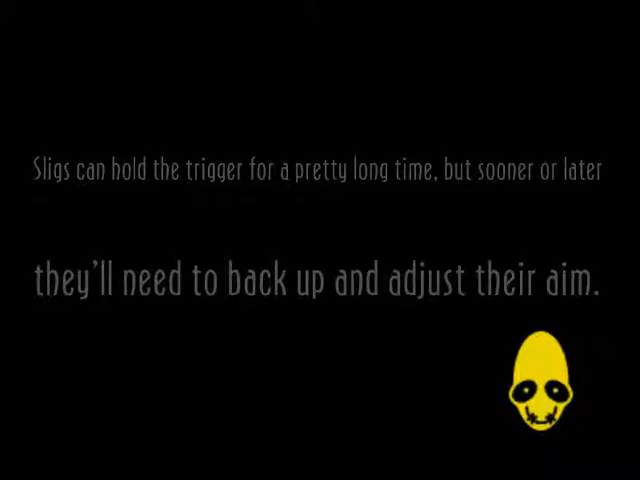 Sligs can hold the trigger for a pretty long time, but sooner or later
they'll need to back up and adjust their aim.